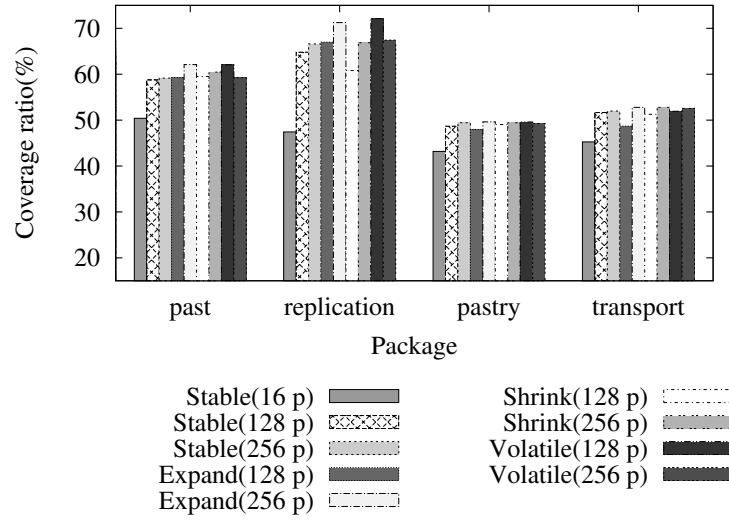 70
60
50
40
30
20
Coverage ratio(%)
past replication pastry transport
Package
Stable(16 p)
Stable(128 p)
Stable(256 p)
Expand(128 p)
Expand(256 p)
Shrink(128 p)
Shrink(256 p)
Volatile(128 p)
Volatile(256 p)